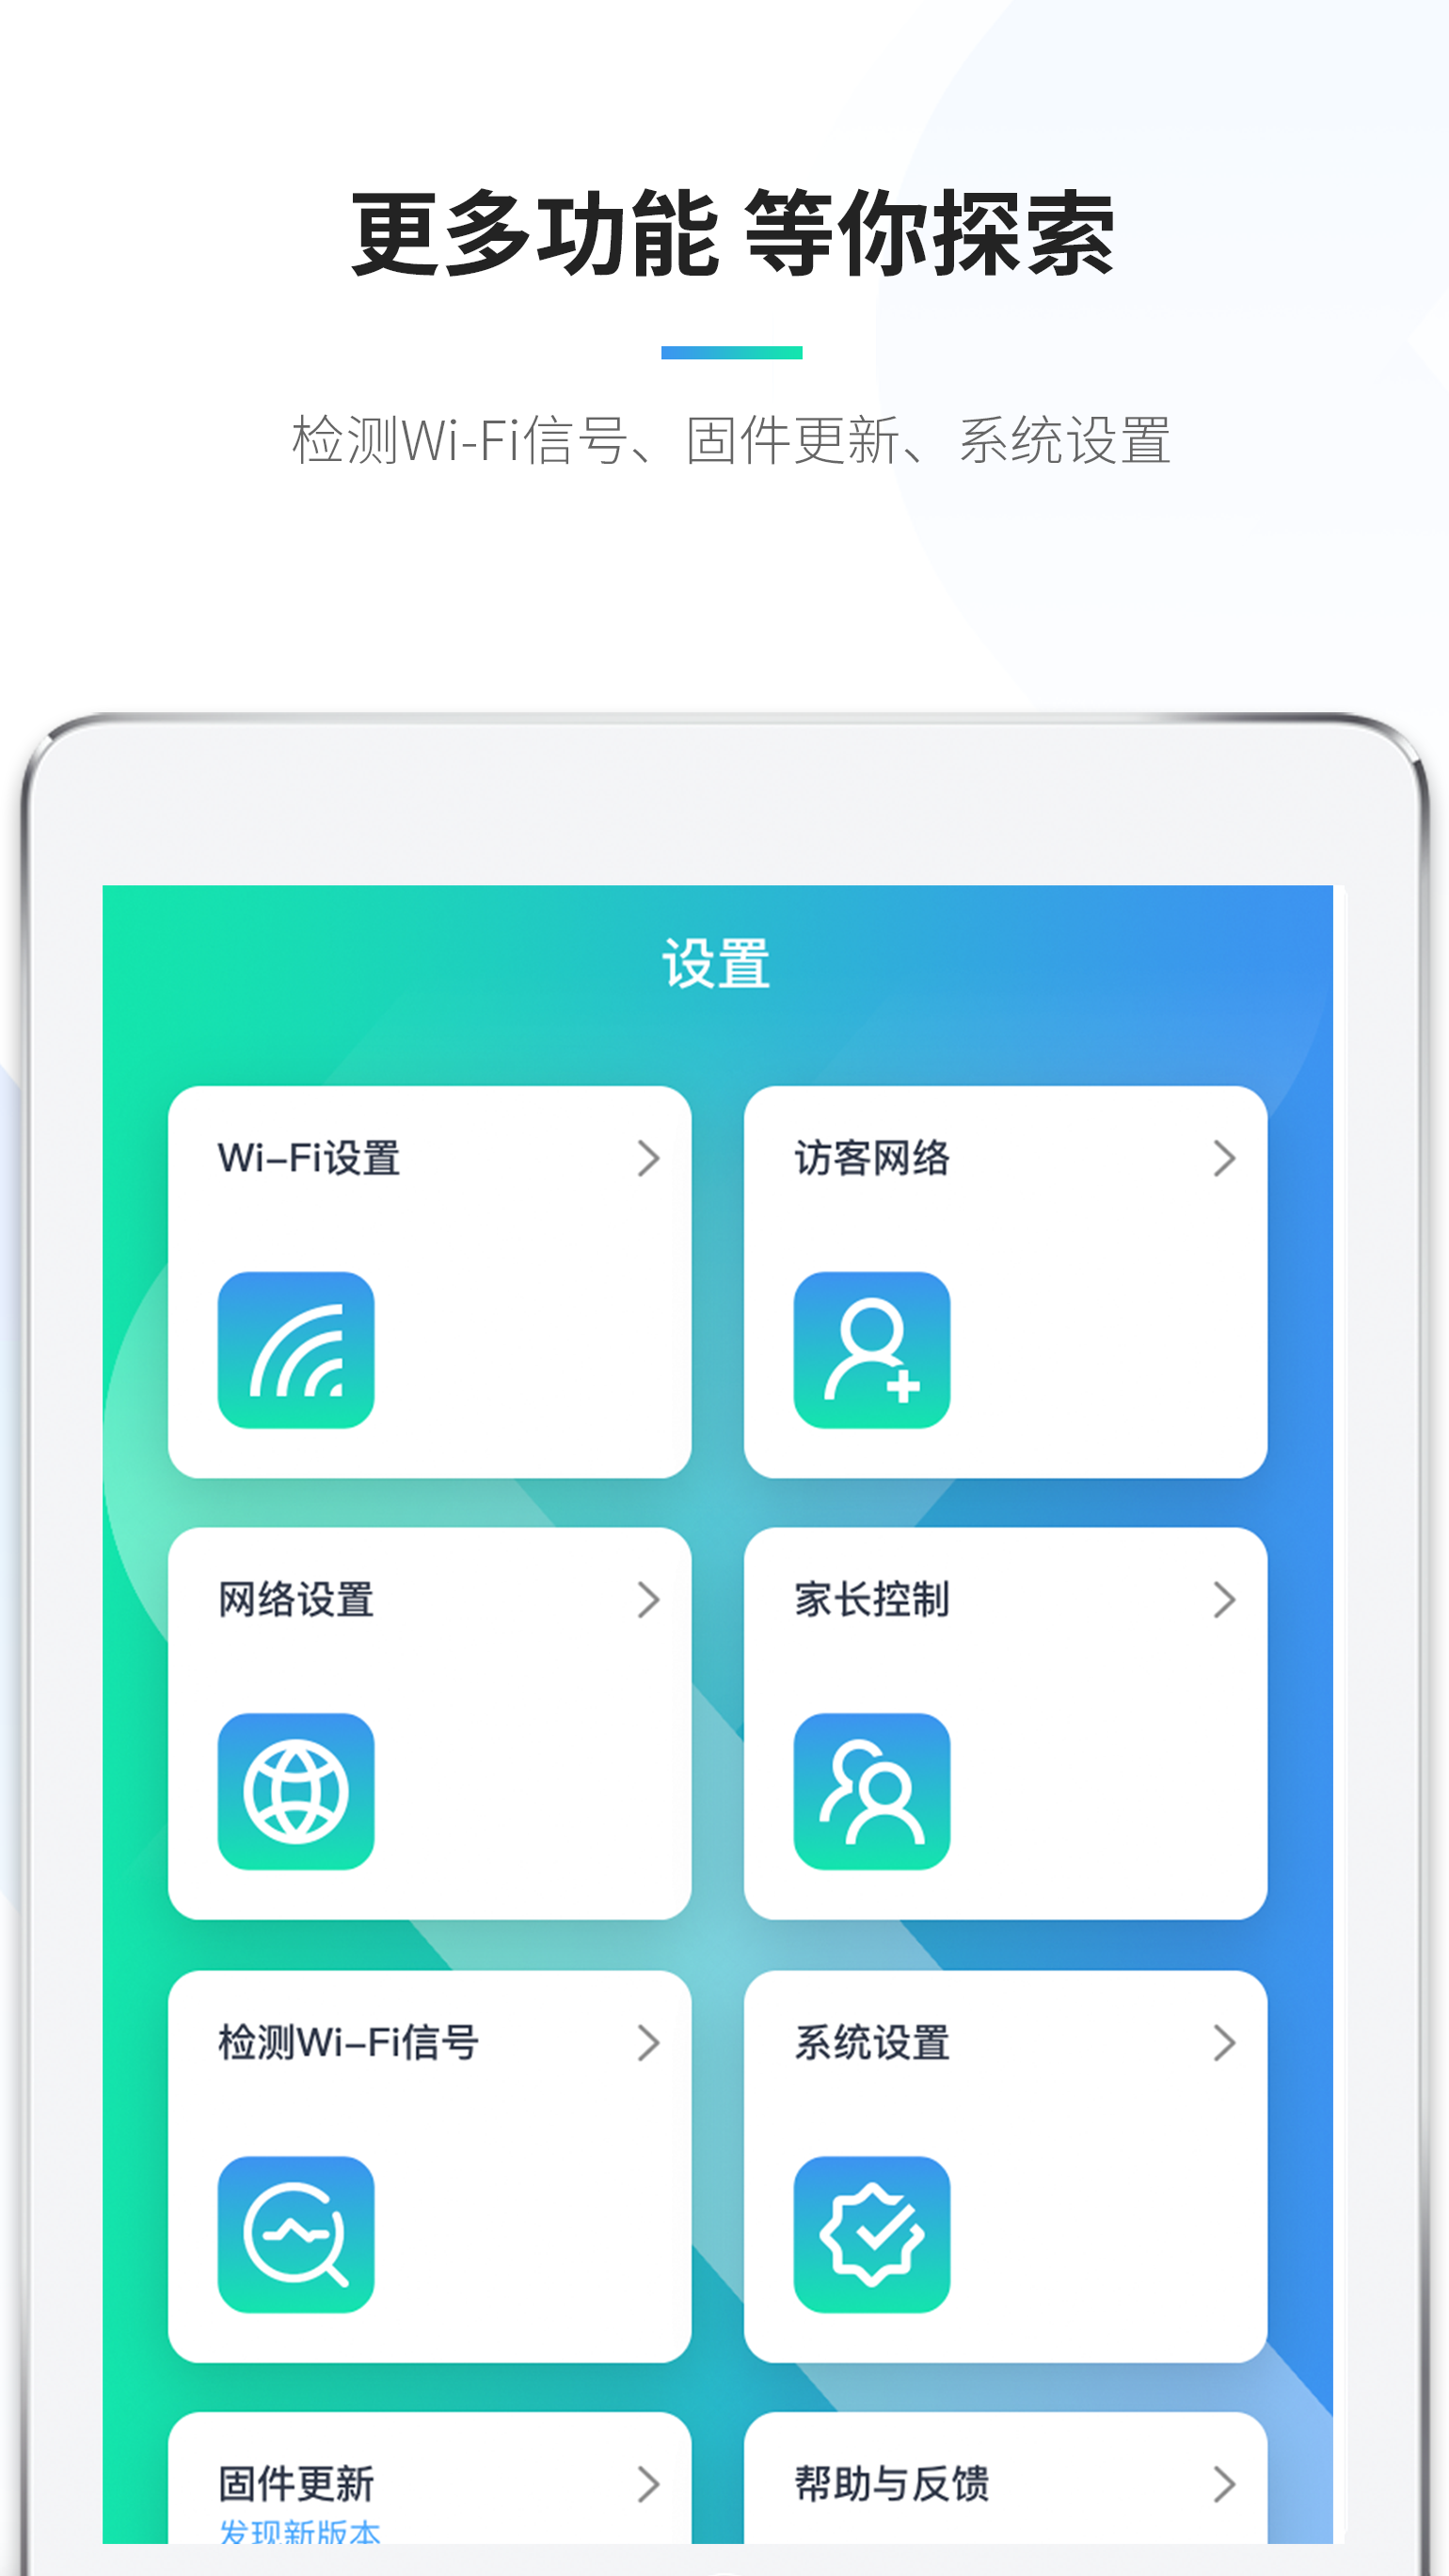 更多功能 等你探索
检测Wi-Fi信号、固件更新、系统设置
设置
Wi-Fi设置
访客网络
网络设置
家长控制
检测Wi-Fi信号
系统设置
固件更新
发现新版本
帮助与反馈